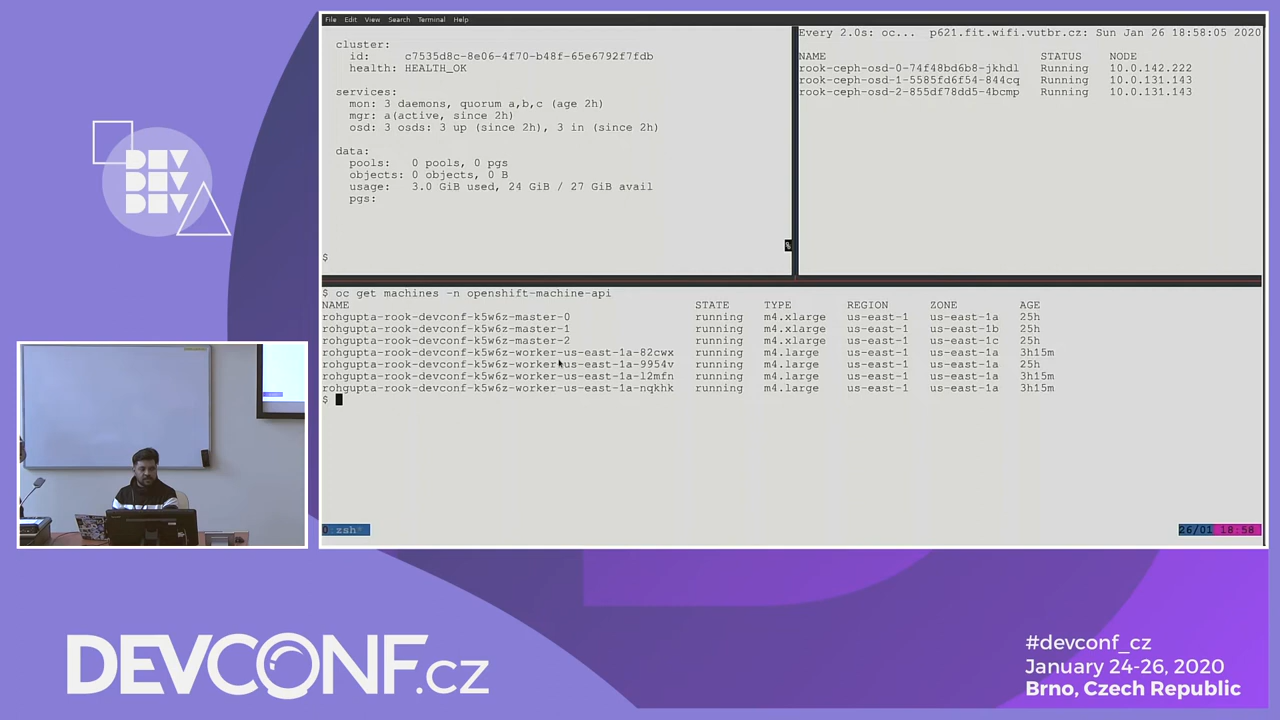 File Edit View Search Terminal Help
cluster:
id: c7535d8c-8e06-4f70-b48f-65e6792f7fdb
health: HEALTH_OK
services:
mon: 3 daemons, quorum a,b,c (age 2h)
mgr: a(active, since 2h)
osd: 3 osds: 3 up (since 2h), 3 in (since 2h)
data:
pools: 0 pools, 0 pgs
objects: 0 objects, 0 B
usage: 3.0 GiB used, 24 GiB / 27 GiB avail
pgs:
$
Every 2.0s: oc... p621.fit.wifi.vutbr.cz: Sun Jan 26 18:58:05 2020
NAME STATUS NODE
rook-ceph-osd-0-74f48bd6b8-jkhdl Running 10.0.142.222
rook-ceph-osd-1-5585fd6f54-844cq Running 10.0.131.143
rook-ceph-osd-2-855df78dd5-4bcmp Running 10.0.131.143
$ oc get machines -n openshift-machine-api
NAME STATE TYPE REGION ZONE AGE
rohgupta-rook-devconf-k5w6z-master-0 running m4.xlarge us-east-1 us-east-1a 25h
rohgupta-rook-devconf-k5w6z-master-1 running m4.xlarge us-east-1 us-east-1b 25h
rohgupta-rook-devconf-k5w6z-master-2 running m4.xlarge us-east-1 us-east-1c 25h
rohgupta-rook-devconf-k5w6z-worker-us-east-1a-82cwx running m4.large us-east-1 us-east-1a 3h15m
rohgupta-rook-devconf-k5w6z-worker-us-east-1a-9954v running m4.large us-east-1 us-east-1a 25h
rohgupta-rook-devconf-k5w6z-worker-us-east-1a-l2mfn running m4.large us-east-1 us-east-1a 3h15m
rohgupta-rook-devconf-k5w6z-worker-us-east-1a-nqkhk running m4.large us-east-1 us-east-1a 3h15m
$
0 zsh* 26/01 18:58
DEV
DEV
DEV
DEVCONF.cz
#devconf_cz
January 24-26, 2020
Brno, Czech Republic